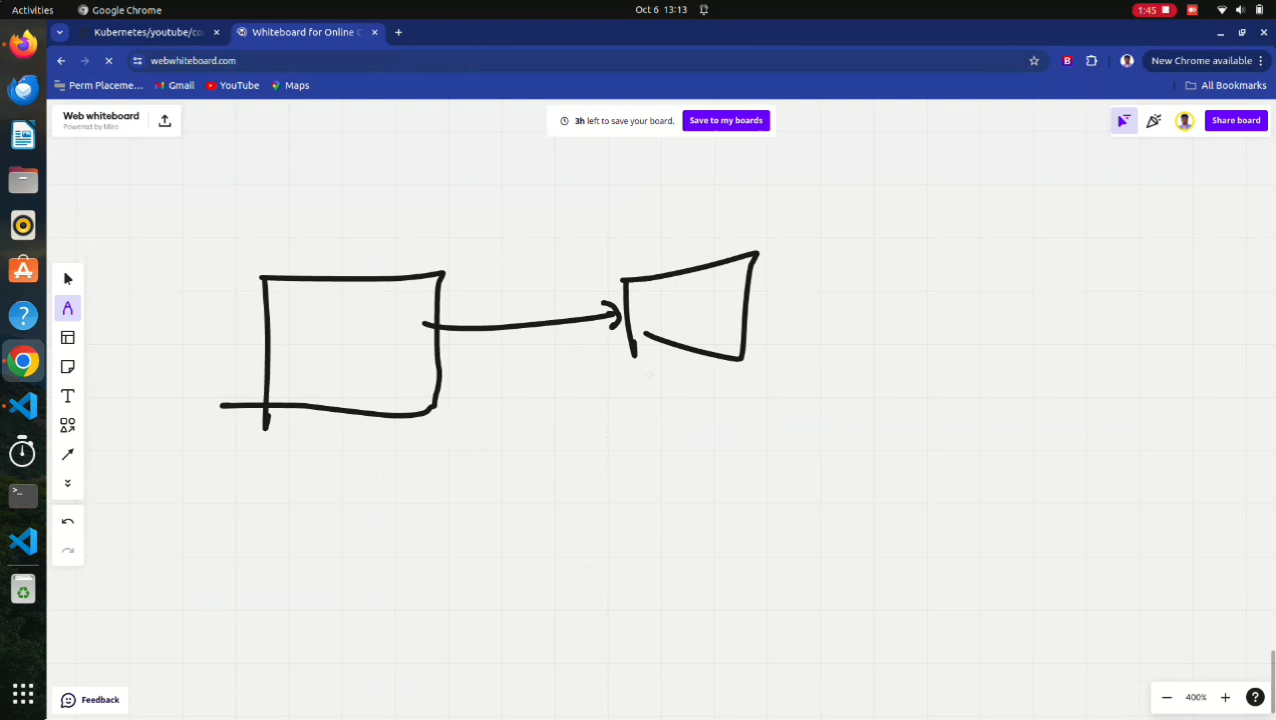 Activities
Google Chrome
Oct 6 13:13
1:45
Kubernetes/youtube/co
Whiteboard for Online C
webwhiteboard.com
New Chrome available
Perm Placeme...
Gmail
YouTube
Maps
All Bookmarks
Web whiteboard
Powered by Miro
3h left to save your board.
Save to my boards
Share board
Feedback
400%